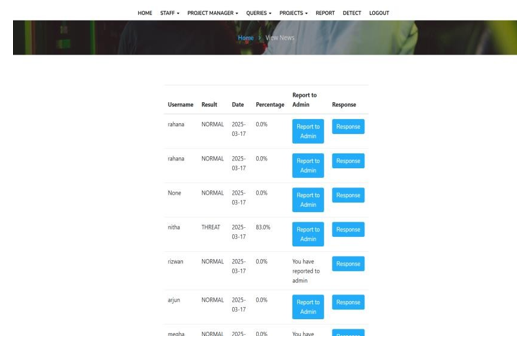 HOME STAFF PROJECT MANAGER QUERIES PROJECTS REPORT DETECT LOGOUT
Home View News
Report to
Username Result Date Percentage Admin Response
rahana NORMAL 2025- 0.0% Report to Response
03-17 Admin
rahana NORMAL 2025- 0.0% Report to Response
03-17 Admin
None NORMAL 2025- 0.0% Report to Response
03-17 Admin
nitha THREAT 2025- 83.0% Report to Response
03-17 Admin
rizwan NORMAL 2025- 0.0% You have Response
03-17 reported to
admin
arjun NORMAL 2025- 0.0% Report to Response
03-17 Admin
megha NORMAL 2025- 0.0% You have Response